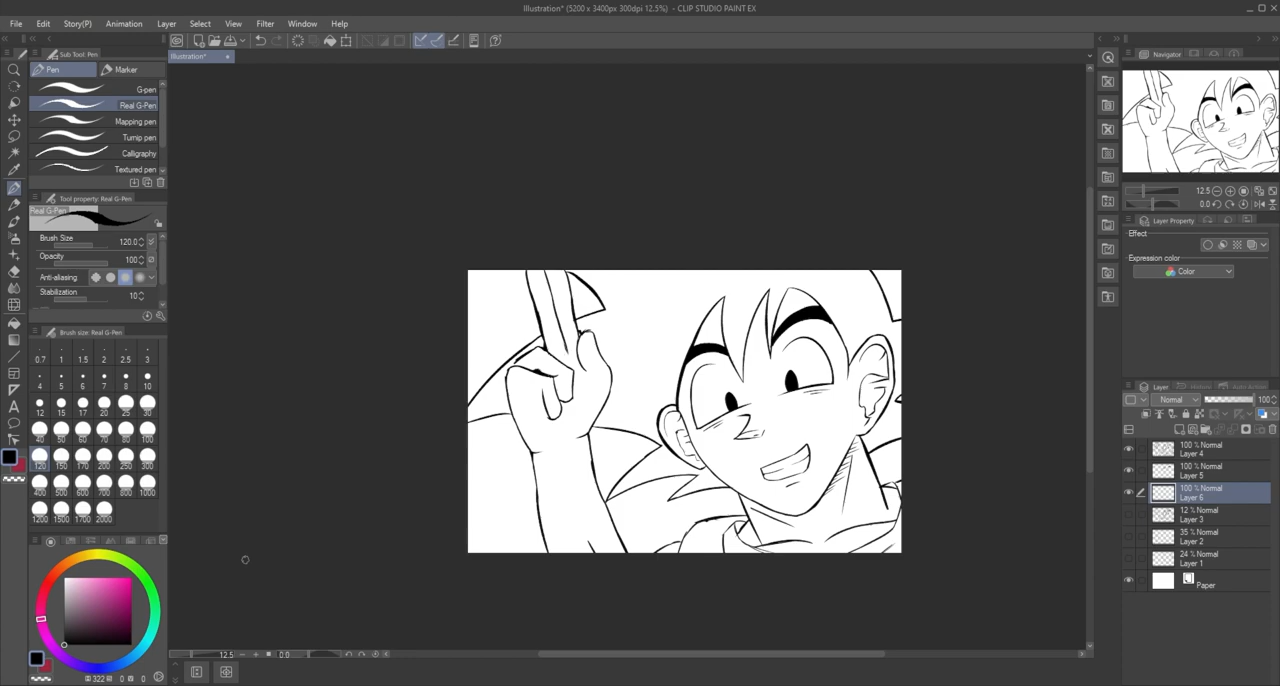 Illustration* (5200 x 3400px 300dpi 12.5%) - CLIP STUDIO PAINT EX
File Edit Story(P) Animation Layer Select View Filter Window Help
Sub Tool: Pen
Illustration*
Navigator
Pen Marker
G-pen
Real G-Pen
Mapping pen
Turnip pen
Calligraphy
Textured pen
12.5
0.0
Tool property: Real G-Pen
Real G-Pen
Brush Size 120.0
Opacity 100
Anti-aliasing
Stabilization 10
Layer Property
Effect
Expression color
Color
Brush size: Real G-Pen
0.7 1 1.5 2 2.5 3
4 5 6 7 8 10
12 15 17 20 25 30
40 50 60 70 80 100
120 150 170 200 250 300
400 500 600 700 800 1000
1200 1500 1700 2000
Layer History Auto Action
Normal 100
100 % Normal
Layer 4
100 % Normal
Layer 5
100 % Normal
Layer 6
12 % Normal
Layer 3
35 % Normal
Layer 2
24 % Normal
Layer 1
Paper
12.5 0.0
322 0 0